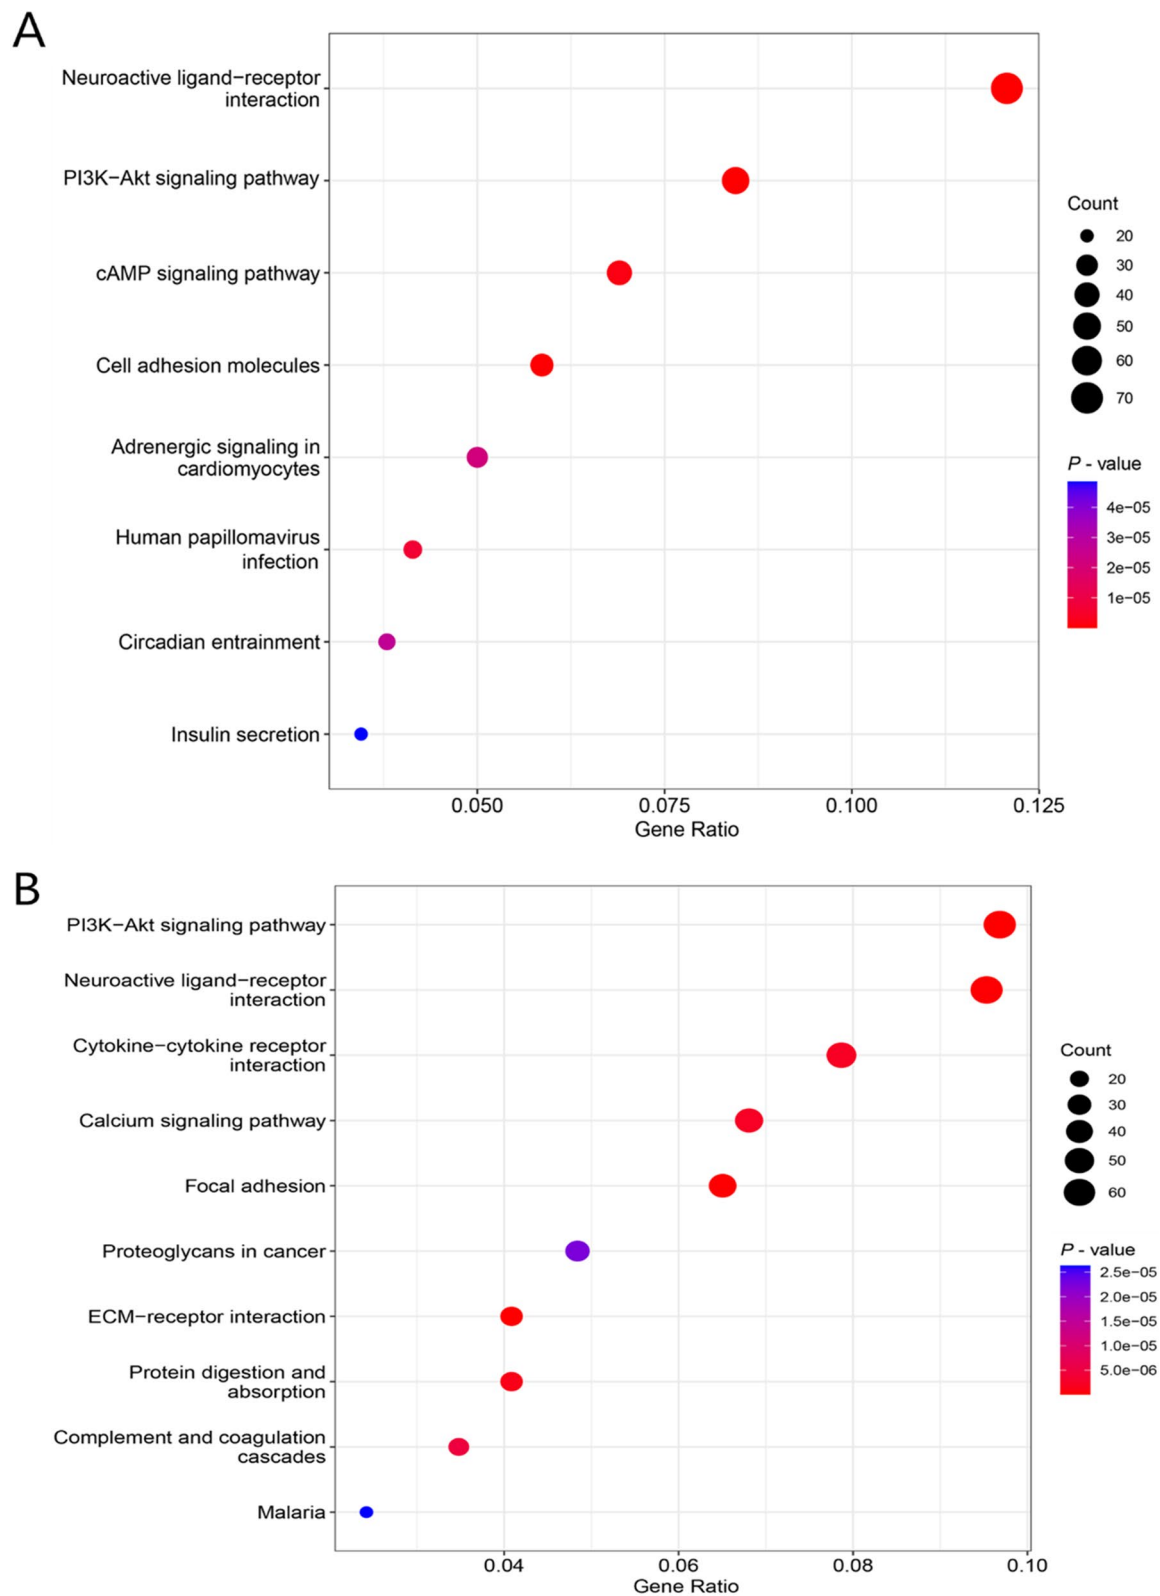 A
Neuroactive ligand−receptor
interaction
PI3K−Akt signaling pathway
cAMP signaling pathway
Cell adhesion molecules
Adrenergic signaling in
cardiomyocytes
Human papillomavirus
infection
Circadian entrainment
Insulin secretion
0.050
0.075
0.100
0.125
Gene Ratio
Count
20
30
40
50
60
70
P - value
4e−05
3e−05
2e−05
1e−05
B
PI3K−Akt signaling pathway
Neuroactive ligand−receptor
interaction
Cytokine−cytokine receptor
interaction
Calcium signaling pathway
Focal adhesion
Proteoglycans in cancer
ECM−receptor interaction
Protein digestion and
absorption
Complement and coagulation
cascades
Malaria
0.04
0.06
0.08
0.10
Gene Ratio
Count
20
30
40
50
60
P - value
2.5e−05
2.0e−05
1.5e−05
1.0e−05
5.0e−06